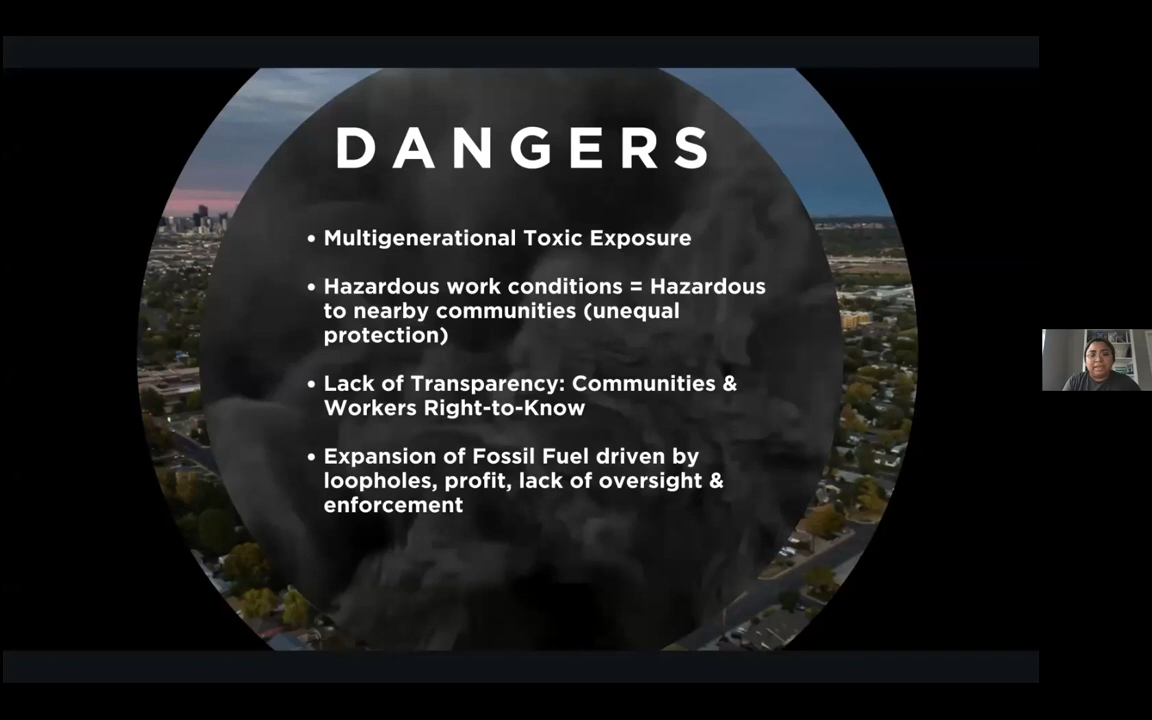 DANGERS
• Multigenerational Toxic Exposure
• Hazardous work conditions = Hazardous
to nearby communities (unequal
protection)
• Lack of Transparency: Communities &
Workers Right-to-Know
• Expansion of Fossil Fuel driven by
loopholes, profit, lack of oversight &
enforcement